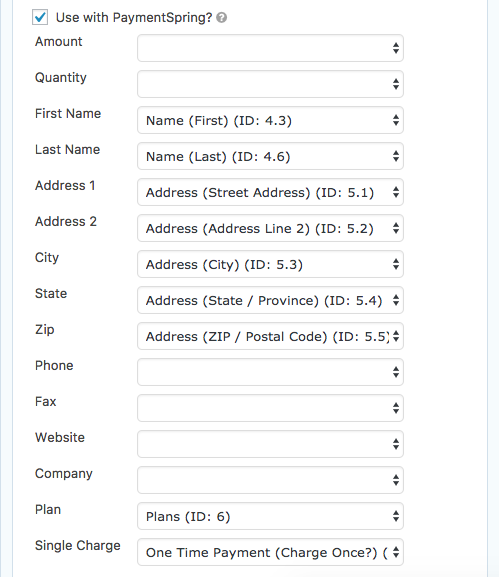 Use with PaymentSpring? ?
Amount
Quantity
First Name Name (First) (ID: 4.3)
Last Name Name (Last) (ID: 4.6)
Address 1 Address (Street Address) (ID: 5.1)
Address 2 Address (Address Line 2) (ID: 5.2)
City Address (City) (ID: 5.3)
State Address (State / Province) (ID: 5.4)
Zip Address (ZIP / Postal Code) (ID: 5.5)
Phone
Fax
Website
Company
Plan Plans (ID: 6)
Single Charge One Time Payment (Charge Once?) (